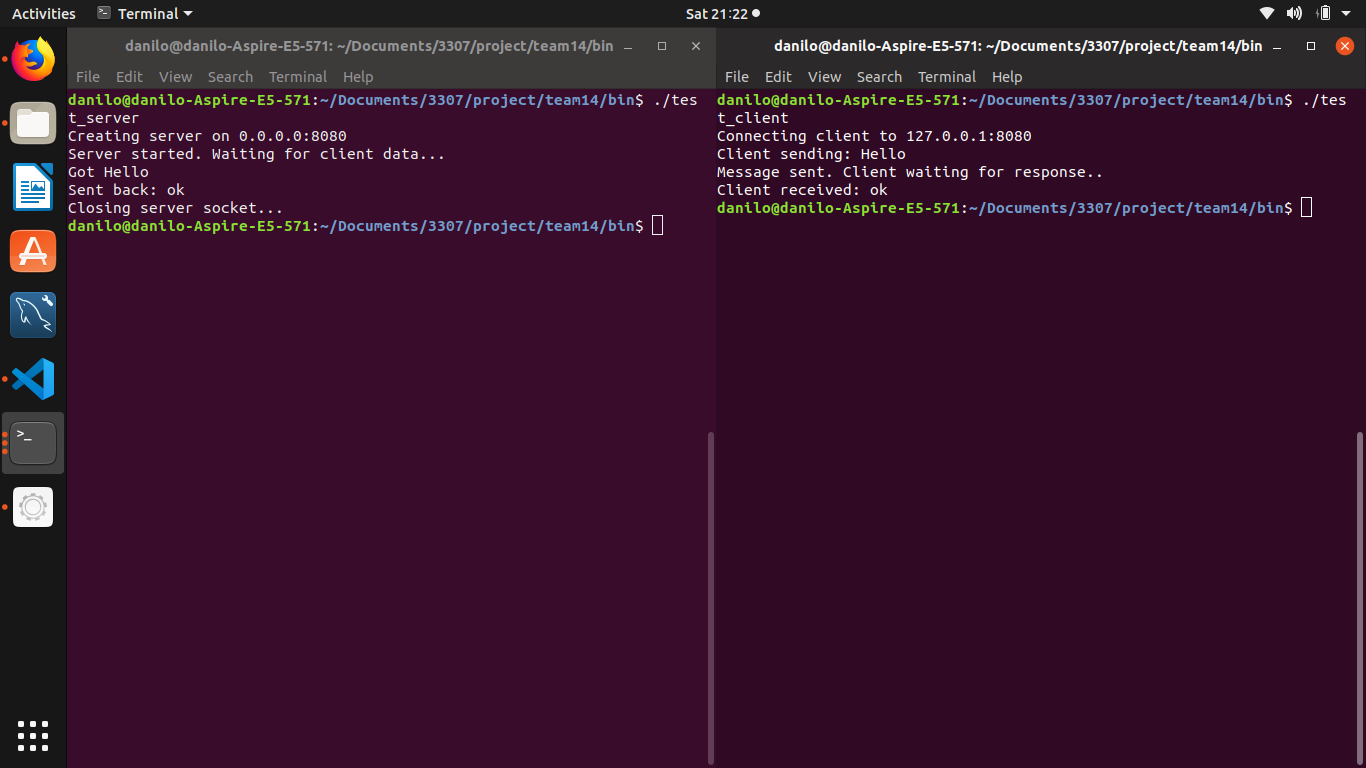 Activities
Terminal
Sat 21:22
danilo@danilo-Aspire-E5-571: ~/Documents/3307/project/team14/bin
File Edit View Search Terminal Help
danilo@danilo-Aspire-E5-571:~/Documents/3307/project/team14/bin$ ./tes
t_server
Creating server on 0.0.0.0:8080
Server started. Waiting for client data...
Got Hello
Sent back: ok
Closing server socket...
danilo@danilo-Aspire-E5-571:~/Documents/3307/project/team14/bin$
danilo@danilo-Aspire-E5-571: ~/Documents/3307/project/team14/bin
File Edit View Search Terminal Help
danilo@danilo-Aspire-E5-571:~/Documents/3307/project/team14/bin$ ./tes
t_client
Connecting client to 127.0.0.1:8080
Client sending: Hello
Message sent. Client waiting for response..
Client received: ok
danilo@danilo-Aspire-E5-571:~/Documents/3307/project/team14/bin$